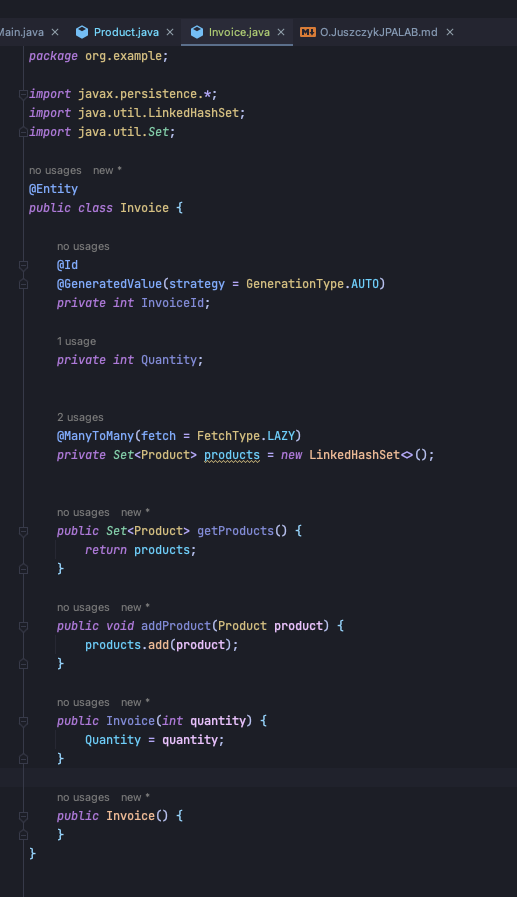 Main.java × Product.java × Invoice.java × O.JuszczykJPALAB.md ×
package org.example;
import javax.persistence.*;
import java.util.LinkedHashSet;
import java.util.Set;
no usages new *
@Entity
public class Invoice {
no usages
@Id
@GeneratedValue(strategy = GenerationType.AUTO)
private int InvoiceId;
1 usage
private int Quantity;
2 usages
@ManyToMany(fetch = FetchType.LAZY)
private Set<Product> products = new LinkedHashSet<>();
no usages new *
public Set<Product> getProducts() {
return products;
}
no usages new *
public void addProduct(Product product) {
products.add(product);
}
no usages new *
public Invoice(int quantity) {
Quantity = quantity;
}
no usages new *
public Invoice() {
}
}